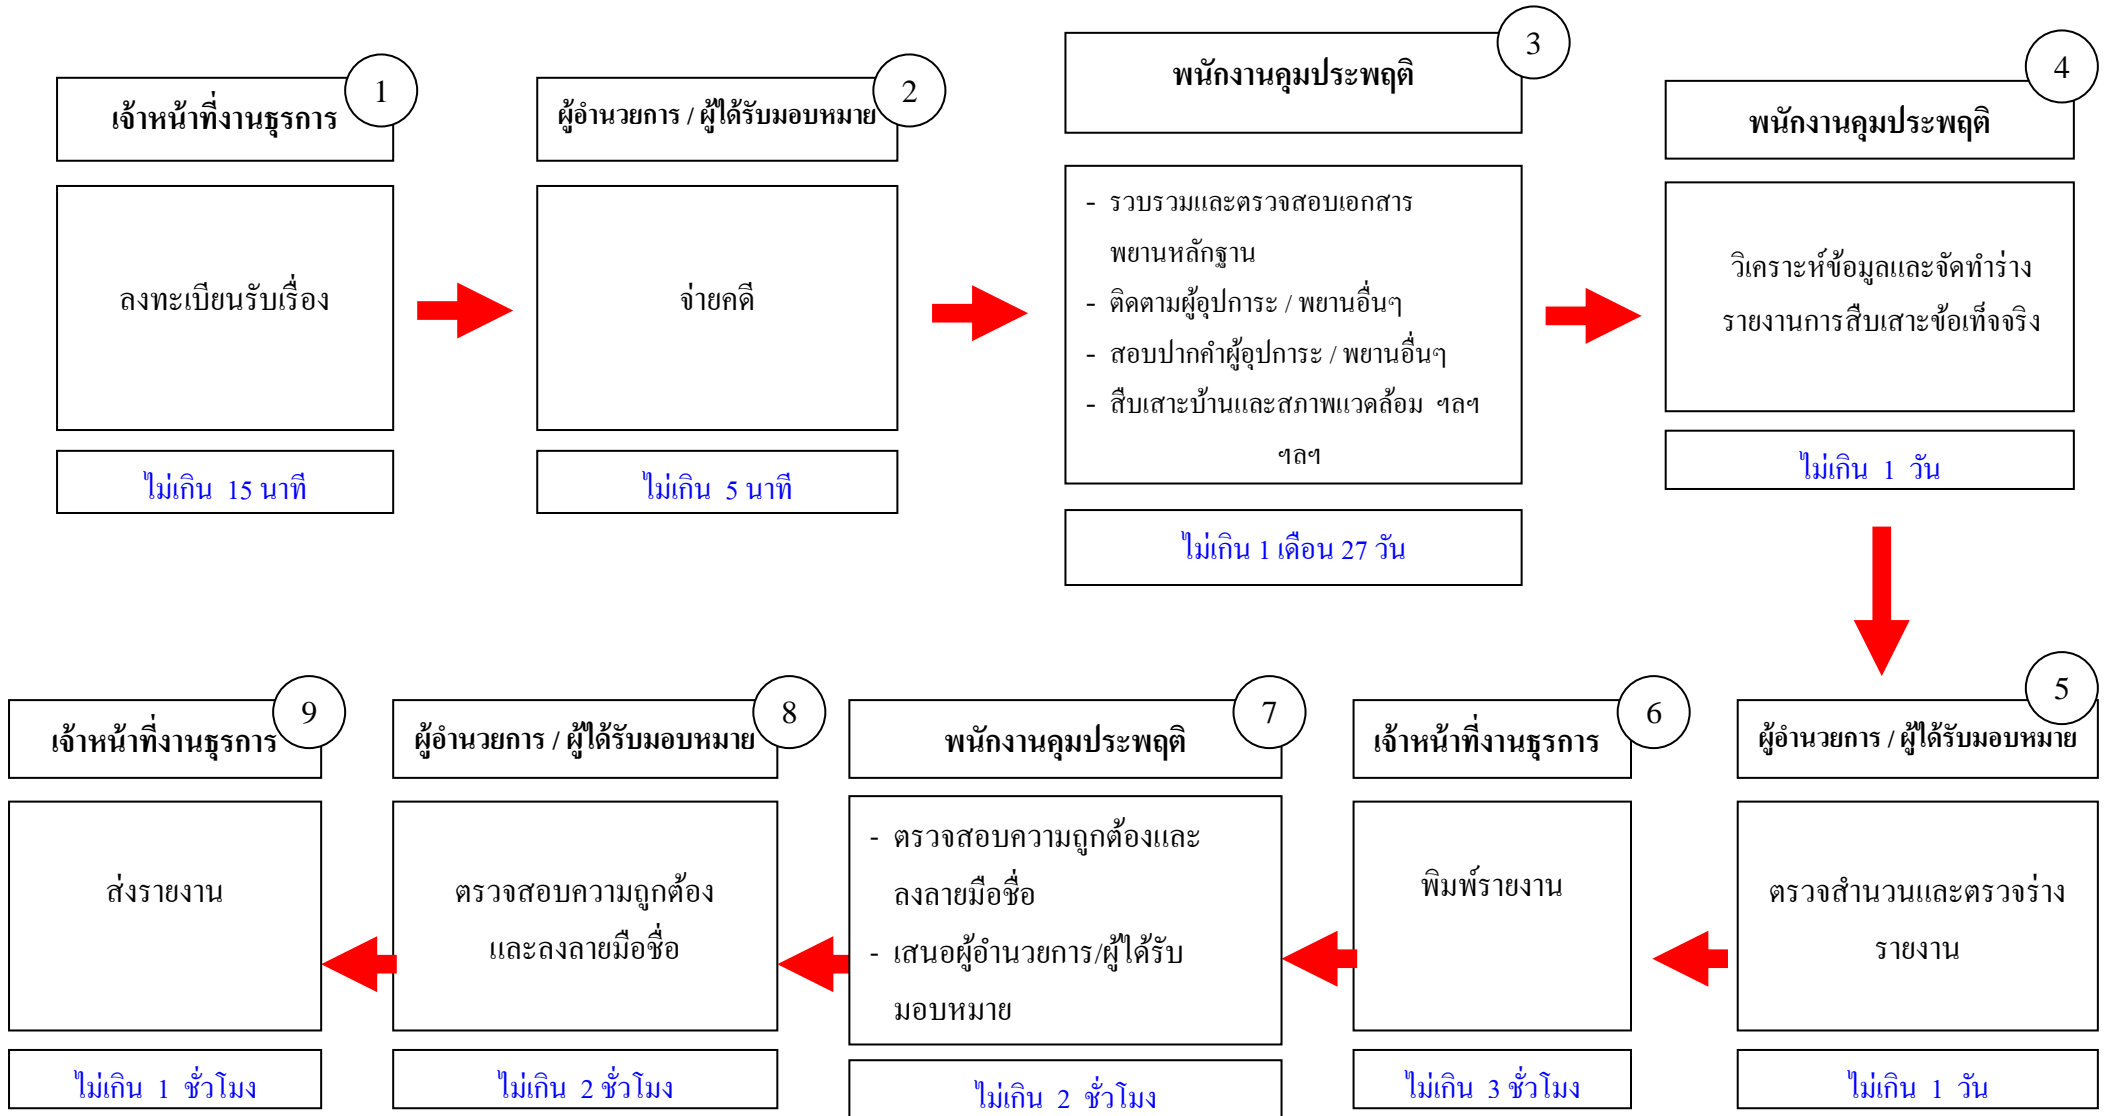 1
เจ้าหน้าที่งานธุรการ
ลงทะเบียนรับเรื่อง
ไม่เกิน 15 นาที
2
ผู้อำนวยการ / ผู้ได้รับมอบหมาย
จ่ายคดี
ไม่เกิน 5 นาที
3
พนักงานคุมประพฤติ
- รวบรวมและตรวจสอบเอกสาร
พยานหลักฐาน
- ติดตามผู้อุปการะ / พยานอื่นๆ
- สอบปากคำผู้อุปการะ / พยานอื่นๆ
- สืบเสาะบ้านและสภาพแวดล้อม ฯลฯ
ฯลฯ
ไม่เกิน 1 เดือน 27 วัน
4
พนักงานคุมประพฤติ
วิเคราะห์ข้อมูลและจัดทำร่าง
รายงานการสืบเสาะข้อเท็จจริง
ไม่เกิน 1 วัน
5
ผู้อำนวยการ / ผู้ได้รับมอบหมาย
ตรวจสำนวนและตรวจร่าง
รายงาน
ไม่เกิน 1 วัน
6
เจ้าหน้าที่งานธุรการ
พิมพ์รายงาน
ไม่เกิน 3 ชั่วโมง
7
พนักงานคุมประพฤติ
- ตรวจสอบความถูกต้องและ
ลงลายมือชื่อ
- เสนอผู้อำนวยการ/ผู้ได้รับ
มอบหมาย
ไม่เกิน 2 ชั่วโมง
8
ผู้อำนวยการ / ผู้ได้รับมอบหมาย
ตรวจสอบความถูกต้อง
และลงลายมือชื่อ
ไม่เกิน 2 ชั่วโมง
9
เจ้าหน้าที่งานธุรการ
ส่งรายงาน
ไม่เกิน 1 ชั่วโมง